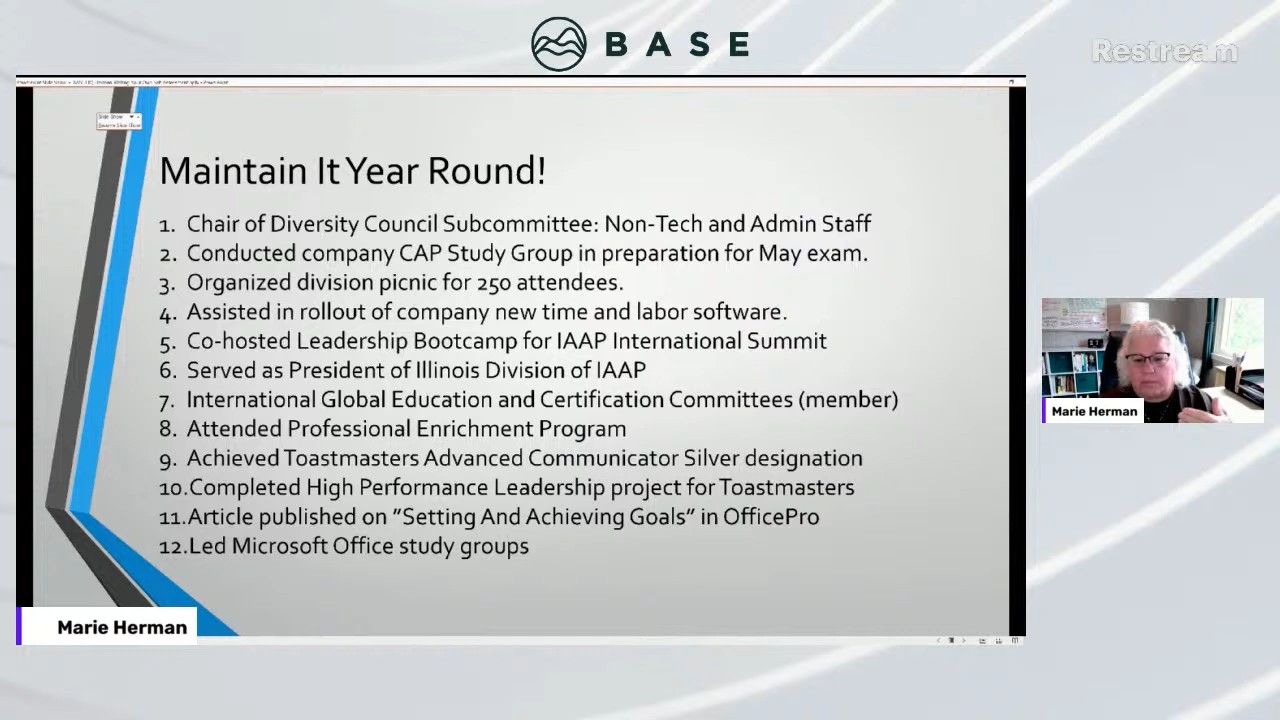 BASE
Restream
Slide Show
Maintain It Year Round!
1. Chair of Diversity Council Subcommittee: Non-Tech and Admin Staff
2. Conducted company CAP Study Group in preparation for May exam.
3. Organized division picnic for 250 attendees.
4. Assisted in rollout of company new time and labor software.
5. Co-hosted Leadership Bootcamp for IAAP International Summit
6. Served as President of Illinois Division of IAAP
7. International Global Education and Certification Committees (member)
8. Attended Professional Enrichment Program
9. Achieved Toastmasters Advanced Communicator Silver designation
10.Completed High Performance Leadership project for Toastmasters
11.Article published on “Setting And Achieving Goals” in OfficePro
12.Led Microsoft Office study groups
Marie Herman
Marie Herman